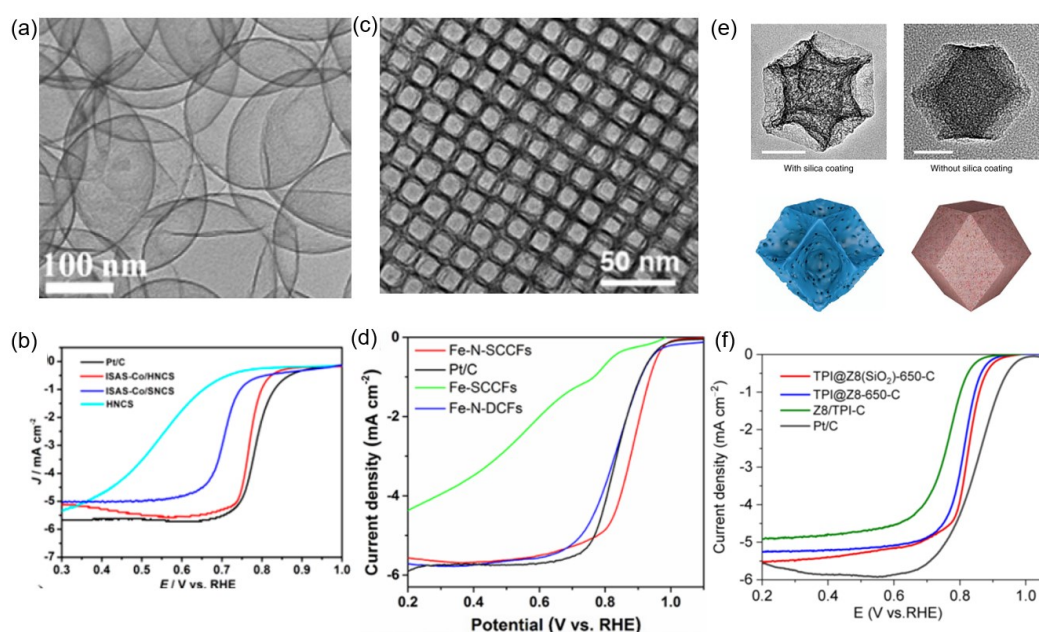 (a)
100 nm
(c)
50 nm
(e)
With silica coating
Without silica coating
(b)
0
-1
-2
-3
-4
-5
-6
-7
J / mA cm-2
Pt/C
ISAS-Co/HNCS
ISAS-Co/SNCS
HNCS
0.3 0.4 0.5 0.6 0.7 0.8 0.9 1.0
E / V vs. RHE
(d)
0
-2
-4
-6
Current density (mA cm-2)
Fe-N-SCCFs
Pt/C
Fe-SCCFs
Fe-N-DCFs
0.2 0.4 0.6 0.8 1.0
Potential (V vs. RHE)
(f)
0
-1
-2
-3
-4
-5
-6
Current density (mA cm-2)
TPI@Z8(SiO2)-650-C
TPI@Z8-650-C
Z8/TPI-C
Pt/C
0.2 0.4 0.6 0.8 1.0
E (V vs.RHE)